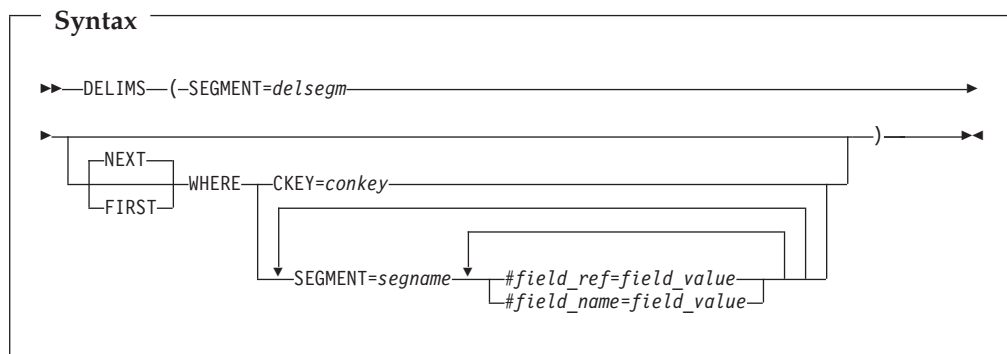 Syntax
DELIMS ( SEGMENT=delsegm
)
NEXT
WHERE CKEY=conkey
FIRST
SEGMENT=segname #field_ref=field_value
#field_name=field_value